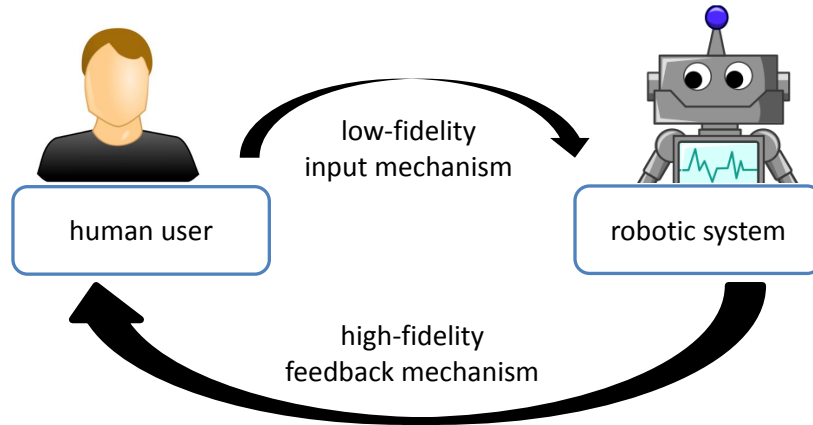 low-fidelity
input mechanism
human user
robotic system
high-fidelity
feedback mechanism